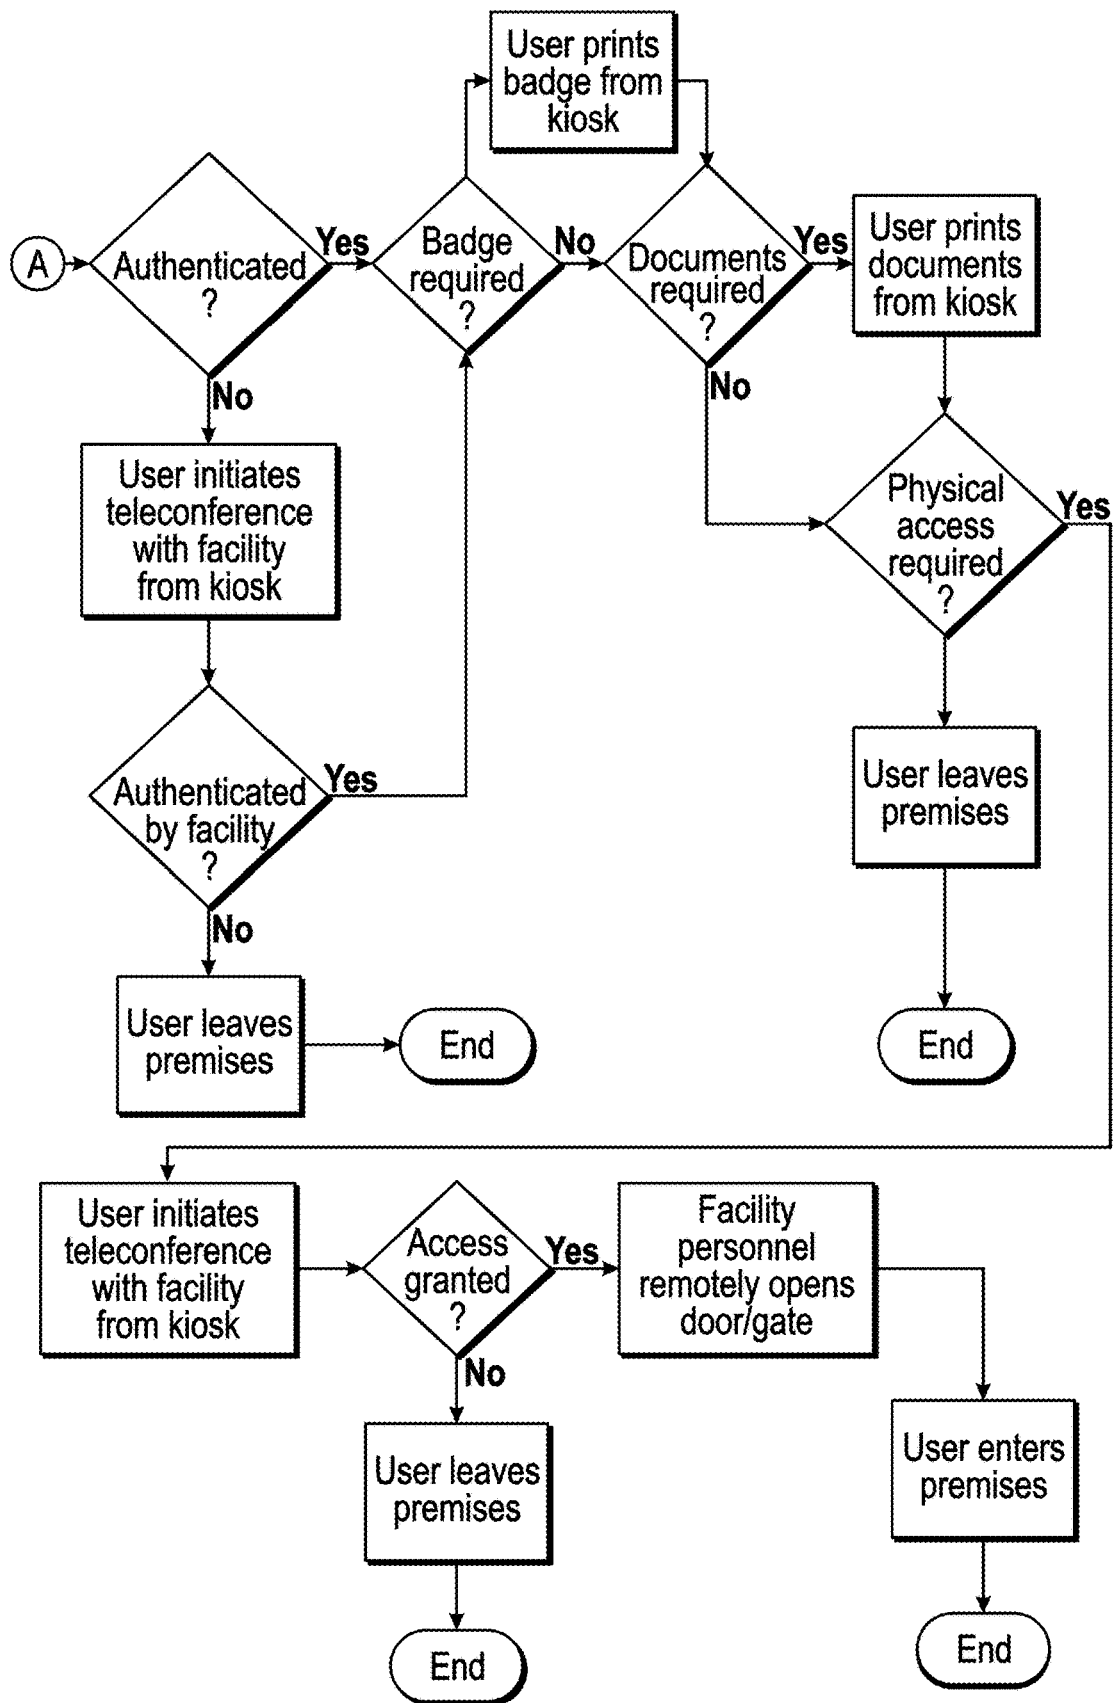 User prints
badge from
kiosk
A
Authenticated
?
Yes
Badge
required
?
No
Documents
required
?
Yes
User prints
documents
from kiosk
No
No
User initiates
teleconference
with facility
from kiosk
Physical
access
required
?
Yes
Authenticated
by facility
?
Yes
User leaves
premises
No
User leaves
premises
End
End
User initiates
teleconference
with facility
from kiosk
Access
granted
?
Yes
Facility
personnel
remotely opens
door/gate
No
User leaves
premises
User enters
premises
End
End